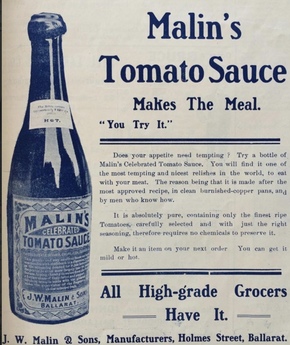 Malin's
Tomato Sauce
Makes The Meal.
"You Try It."
Does your appetite need tempting ? Try a bottle of
Malin's Celebrated Tomato Sauce. You will find it one of
the most tempting and nicest relishes in the world, to eat
with your meat. The reason being that it is made after the
most approved recipes, in clean burnished-copper pans, and
by men who know how.
It is absolutely pure, containing only the finest ripe
Tomatoes, carefully selected and with just the right
seasoning, therefore requires no chemicals to preserve it.
Make it an item on your next order You can get it
mild or hot.
All High-grade Grocers
Have It.
J. W. Malin & Sons, Manufacturers, Holmes Street, Ballarat.
HOT.
MALIN'S
CELEBRATED
TOMATO SAUCE
J.W. MALIN & SONS
BALLARAT.